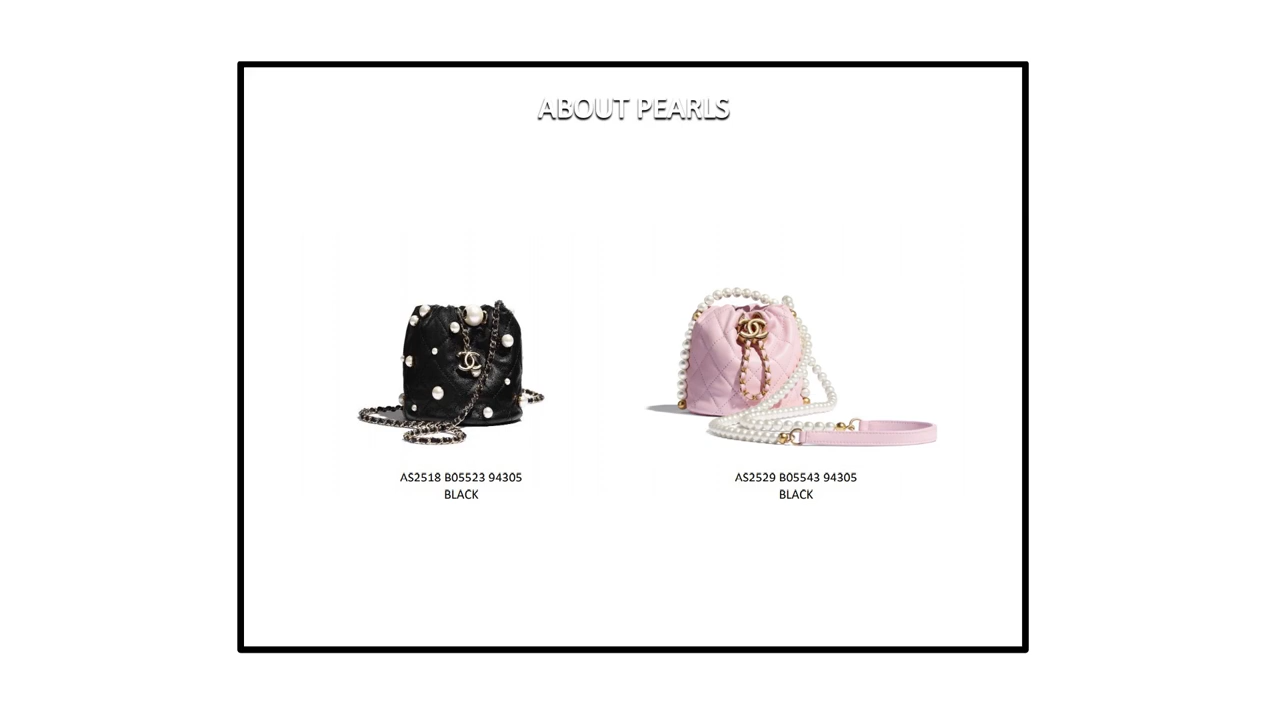 ABOUT PEARLS
AS2518 B05523 94305
BLACK
AS2529 B05543 94305
BLACK